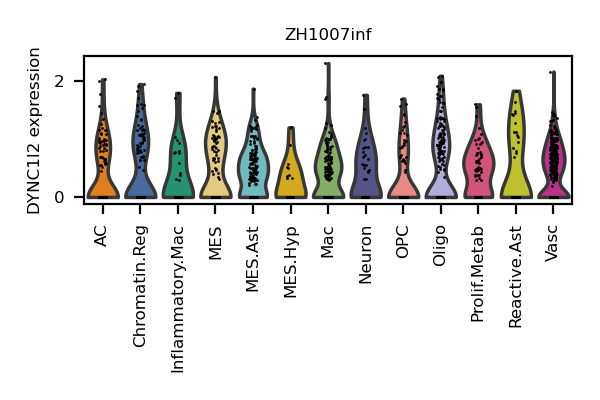 ZH1007inf
DYNC1I2 expression
2
0
AC
Chromatin.Reg
Inflammatory.Mac
MES
MES.Ast
MES.Hyp
Mac
Neuron
OPC
Oligo
Prolif.Metab
Reactive.Ast
Vasc